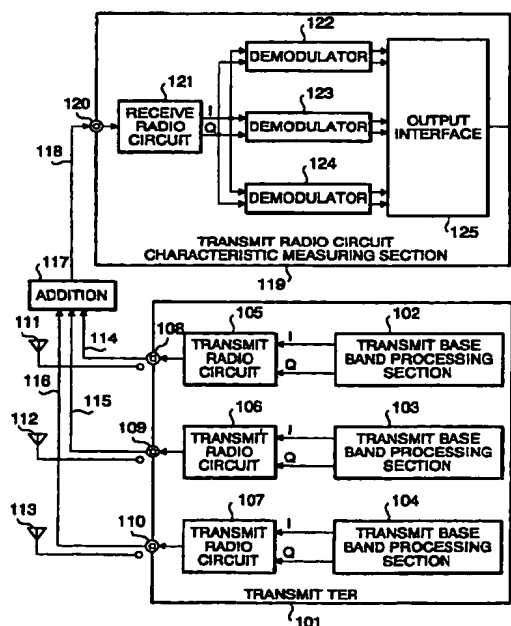 122
DEMODULATOR
121
120
RECEIVE
RADIO
CIRCUIT
I
Q
123
DEMODULATOR
OUTPUT
INTERFACE
118
124
DEMODULATOR
125
TRANSMIT RADIO CIRCUIT
CHARACTERISTIC MEASURING SECTION
119
117
ADDITION
111
116
114
108
105
TRANSMIT
RADIO
CIRCUIT
I
Q
102
TRANSMIT BASE
BAND PROCESSING
SECTION
115
112
109
106
TRANSMIT
RADIO
CIRCUIT
I
Q
103
TRANSMIT BASE
BAND PROCESSING
SECTION
113
110
107
TRANSMIT
RADIO
CIRCUIT
I
Q
104
TRANSMIT BASE
BAND PROCESSING
SECTION
TRANSMIT TER
101